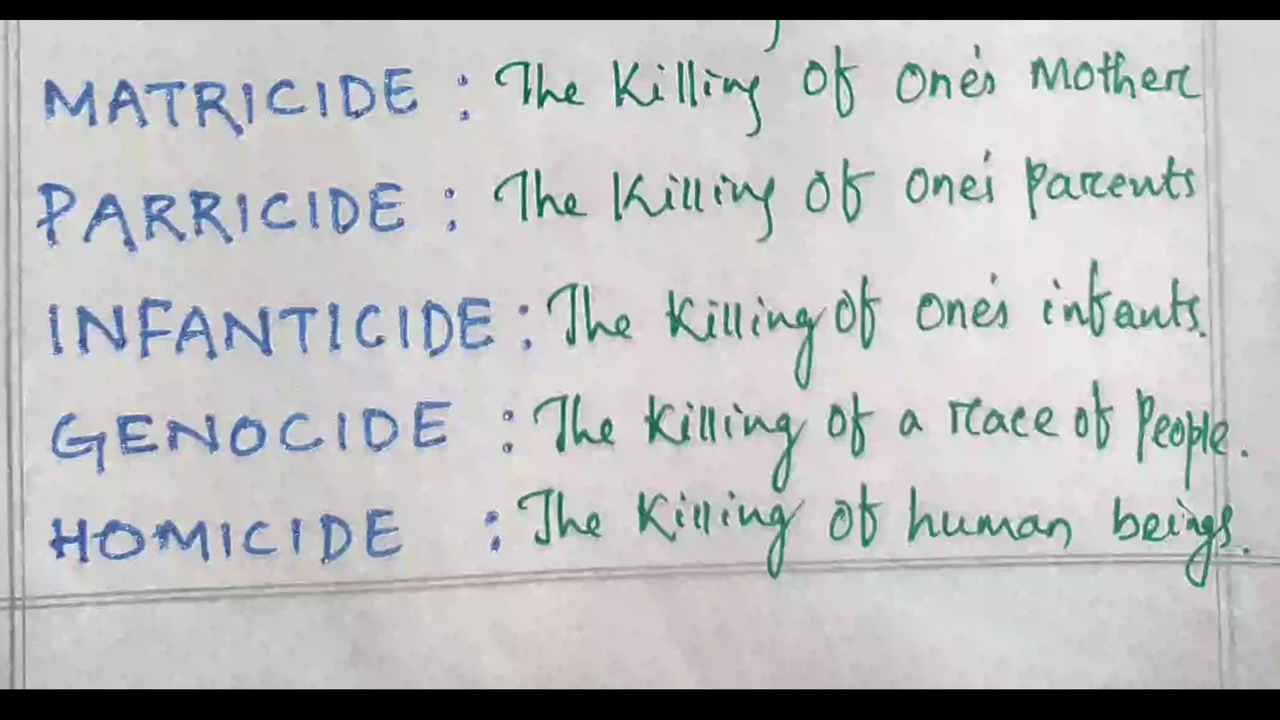 MATRICIDE : The Killing of one's Mother
PARRICIDE : The Killing of one's parents
INFANTICIDE : The Killing of one's infants.
GENOCIDE : The Killing of a race of People.
HOMICIDE : The Killing of human beings.